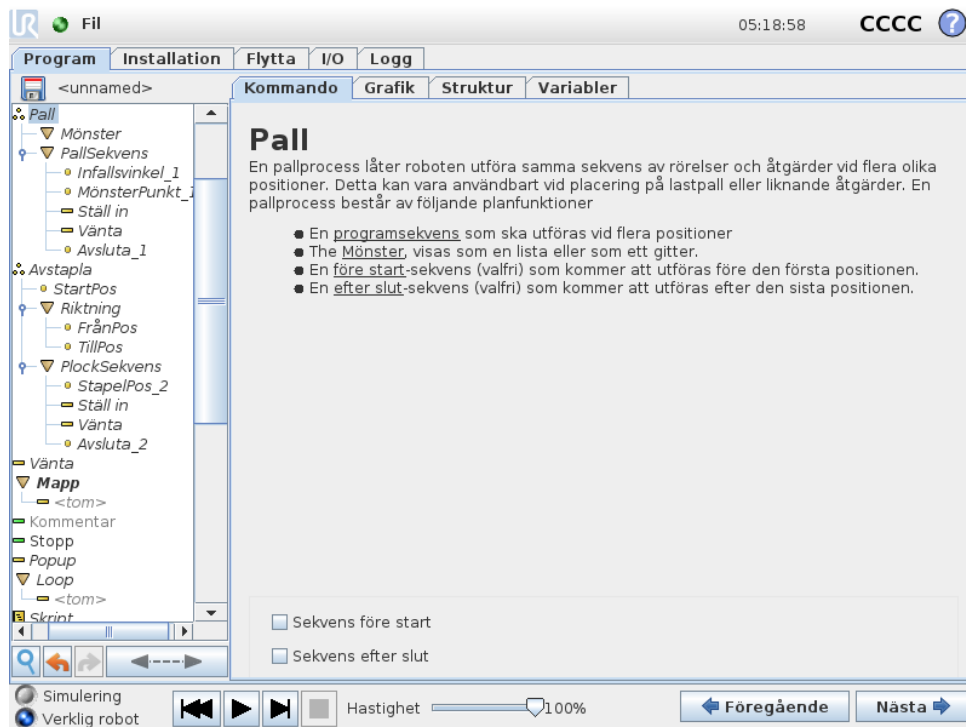 UR Fil 05:18:58 CCCC ?
Program Installation Flytta I/O Logg
<unnamed>
Kommando Grafik Struktur Variabler
Pall
Mönster
PallSekvens
Infallsvinkel_1
MönsterPunkt_1
Ställ in
Vänta
Avsluta_1
Avstapla
StartPos
Riktning
FrånPos
TillPos
PlockSekvens
StapelPos_2
Ställ in
Vänta
Avsluta_2
Vänta
Mapp
<tom>
Kommentar
Stopp
Popup
Loop
<tom>
Skript
Pall
En pallprocess låter roboten utföra samma sekvens av rörelser och åtgärder vid flera olika
positioner. Detta kan vara användbart vid placering på lastpall eller liknande åtgärder. En
pallprocess består av följande planfunktioner
En programsekvens som ska utföras vid flera positioner
The Mönster, visas som en lista eller som ett gitter.
En före start-sekvens (valfri) som kommer att utföras före den första positionen.
En efter slut-sekvens (valfri) som kommer att utföras efter den sista positionen.
Sekvens före start
Sekvens efter slut
Simulering
Verklig robot
Hastighet 100%
Föregående Nästa